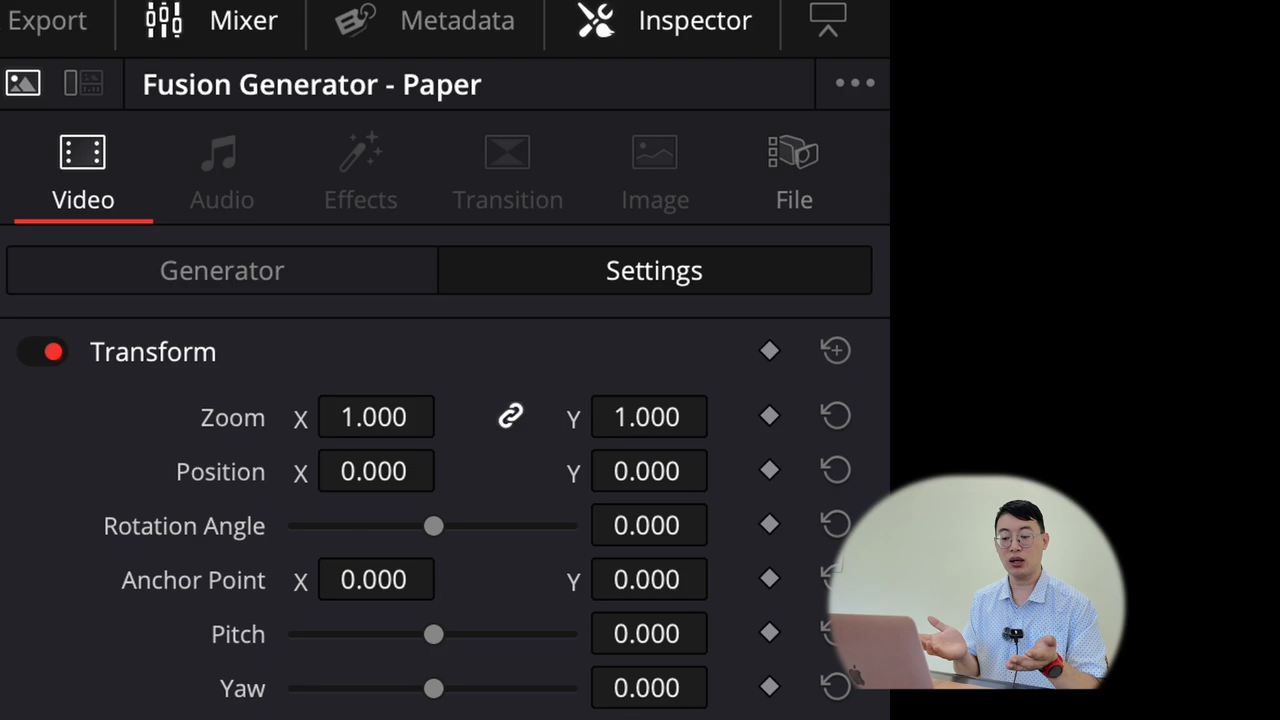 Export Mixer Metadata Inspector
Fusion Generator - Paper
Video Audio Effects Transition Image File
Generator Settings
Transform
Zoom X 1.000 Y 1.000
Position X 0.000 Y 0.000
Rotation Angle 0.000
Anchor Point X 0.000 Y 0.000
Pitch 0.000
Yaw 0.000